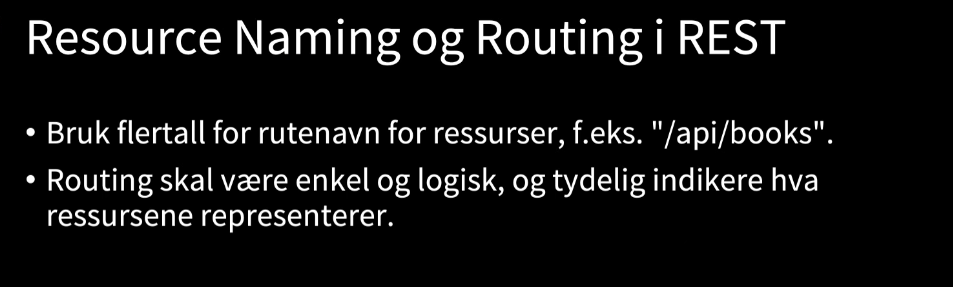 Resource Naming og Routing i REST
• Bruk flertall for rutenavn for ressurser, f.eks. "/api/books".
• Routing skal være enkel og logisk, og tydelig indikere hva
ressursene representerer.